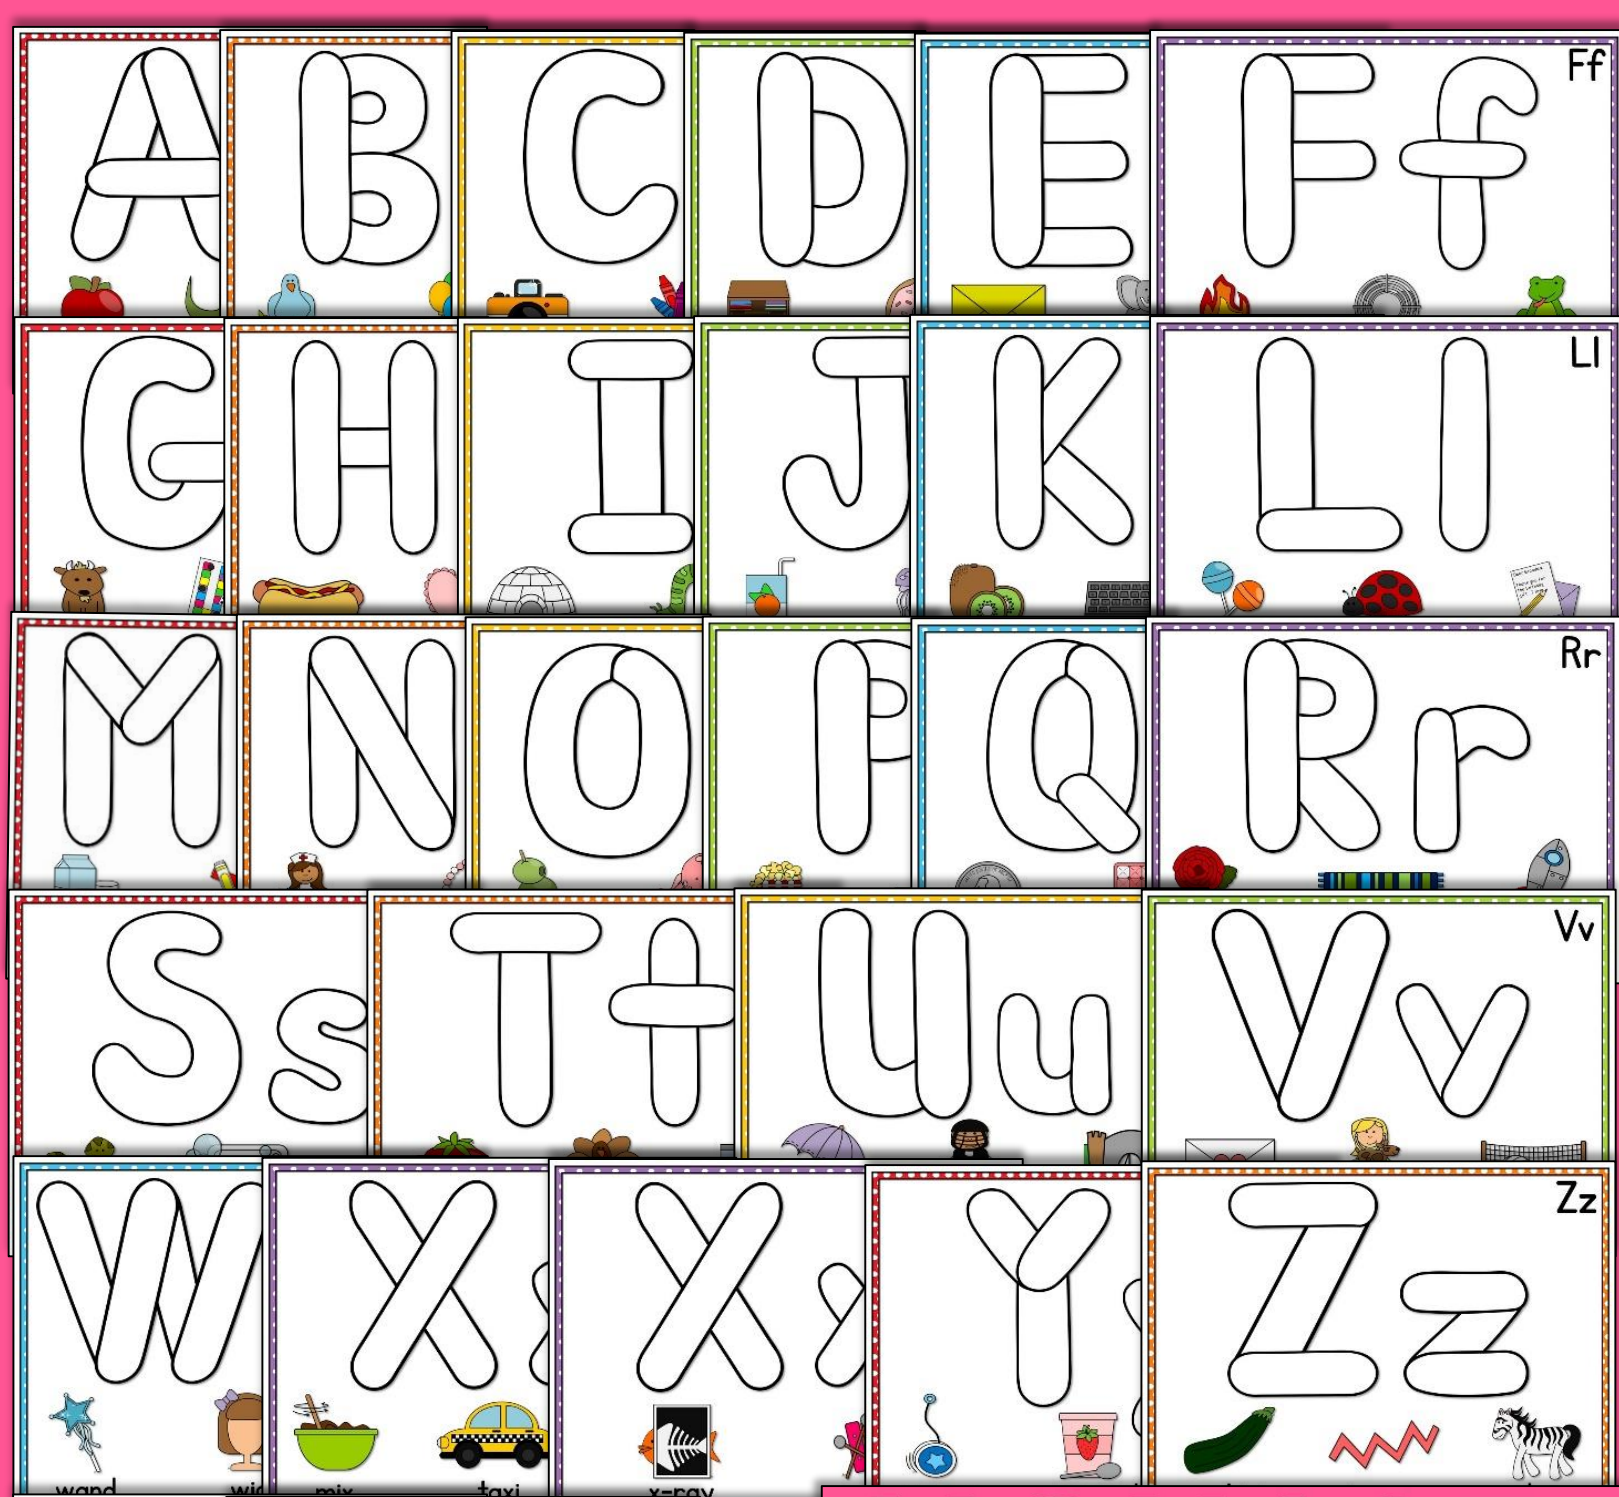 A B C D E F f Ff
G H I J K L l Ll
M N O P Q R r Rr
S s T t U u V v Vv
W X X x Y Z z Zz
wand mix taxi x-ray